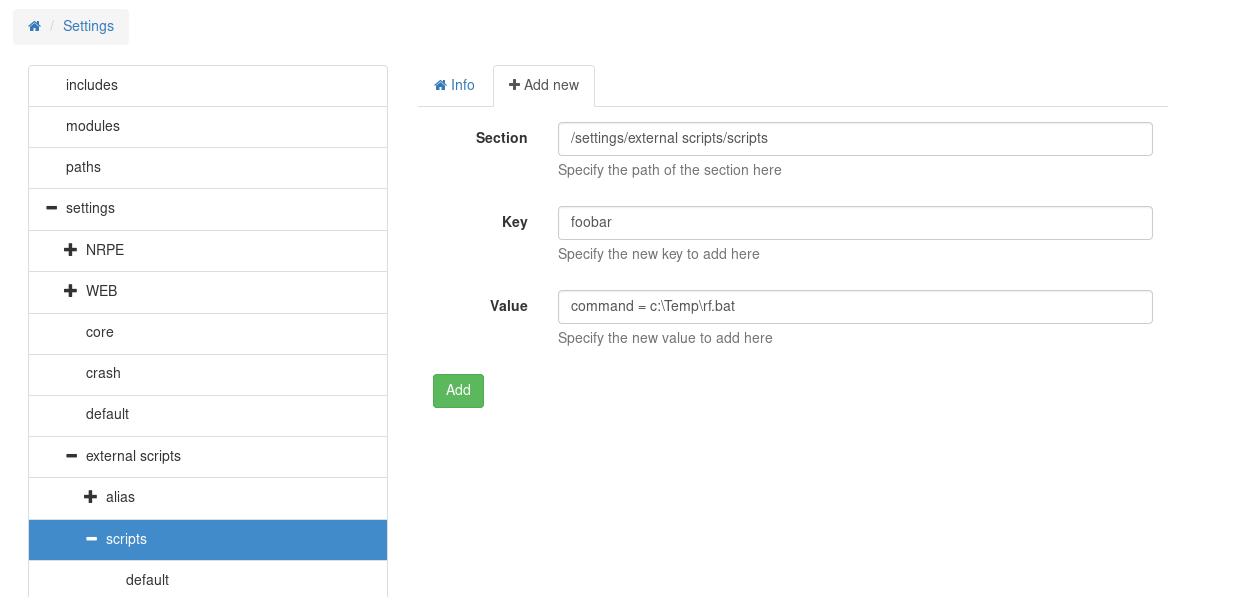 / Settings
includes
modules
paths
settings
NRPE
WEB
core
crash
default
external scripts
alias
scripts
default
Info
Add new
Section
/settings/external scripts/scripts
Specify the path of the section here
Key
foobar
Specify the new key to add here
Value
command = c:\Temp\rf.bat
Specify the new value to add here
Add